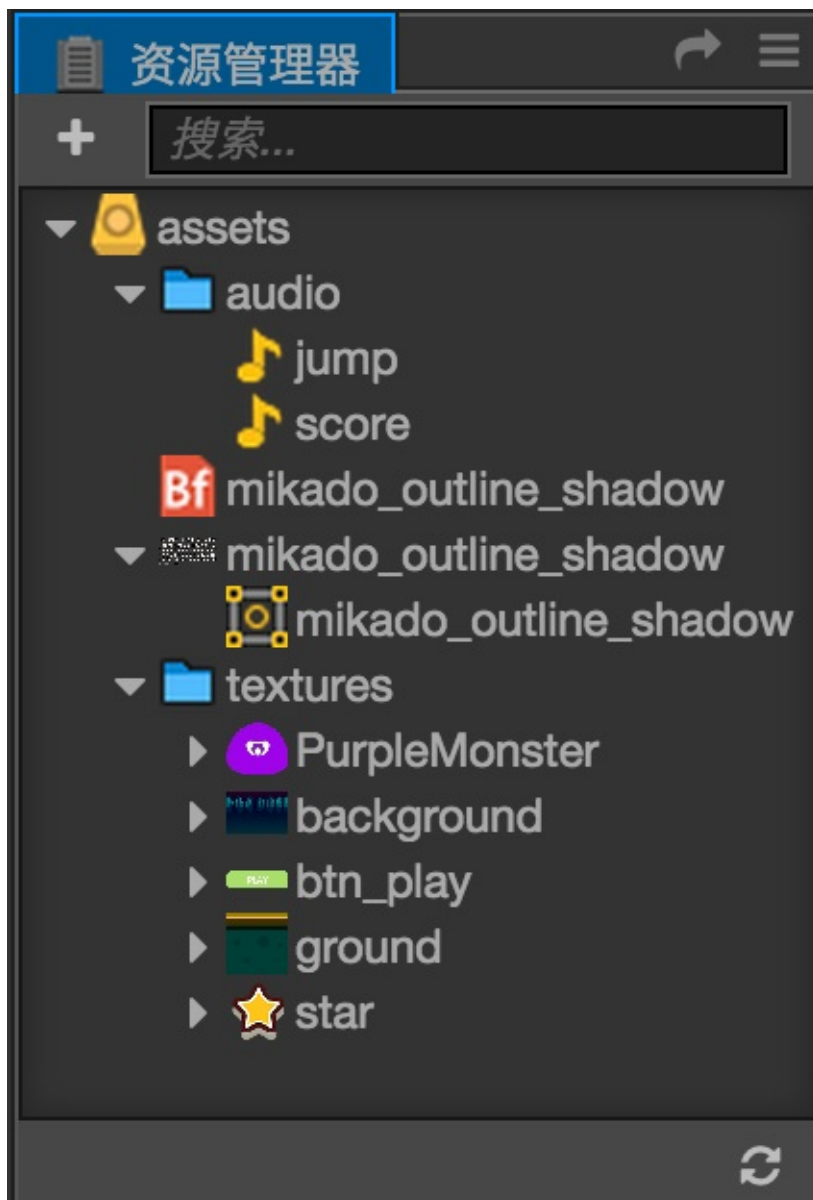 资源管理器
搜索...
assets
audio
jump
score
Bf mikado_outline_shadow
mikado_outline_shadow
mikado_outline_shadow
textures
PurpleMonster
background
PLAY btn_play
ground
star